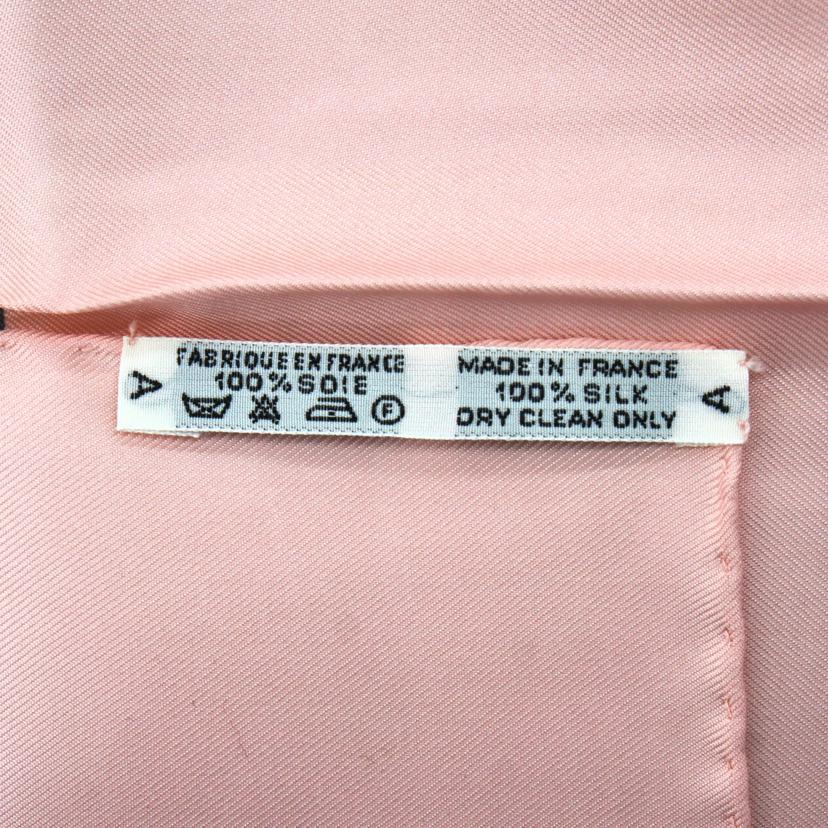 A
FABRIQUE EN FRANCE
100% SOIE
F
MADE IN FRANCE
100% SILK
DRY CLEAN ONLY
A